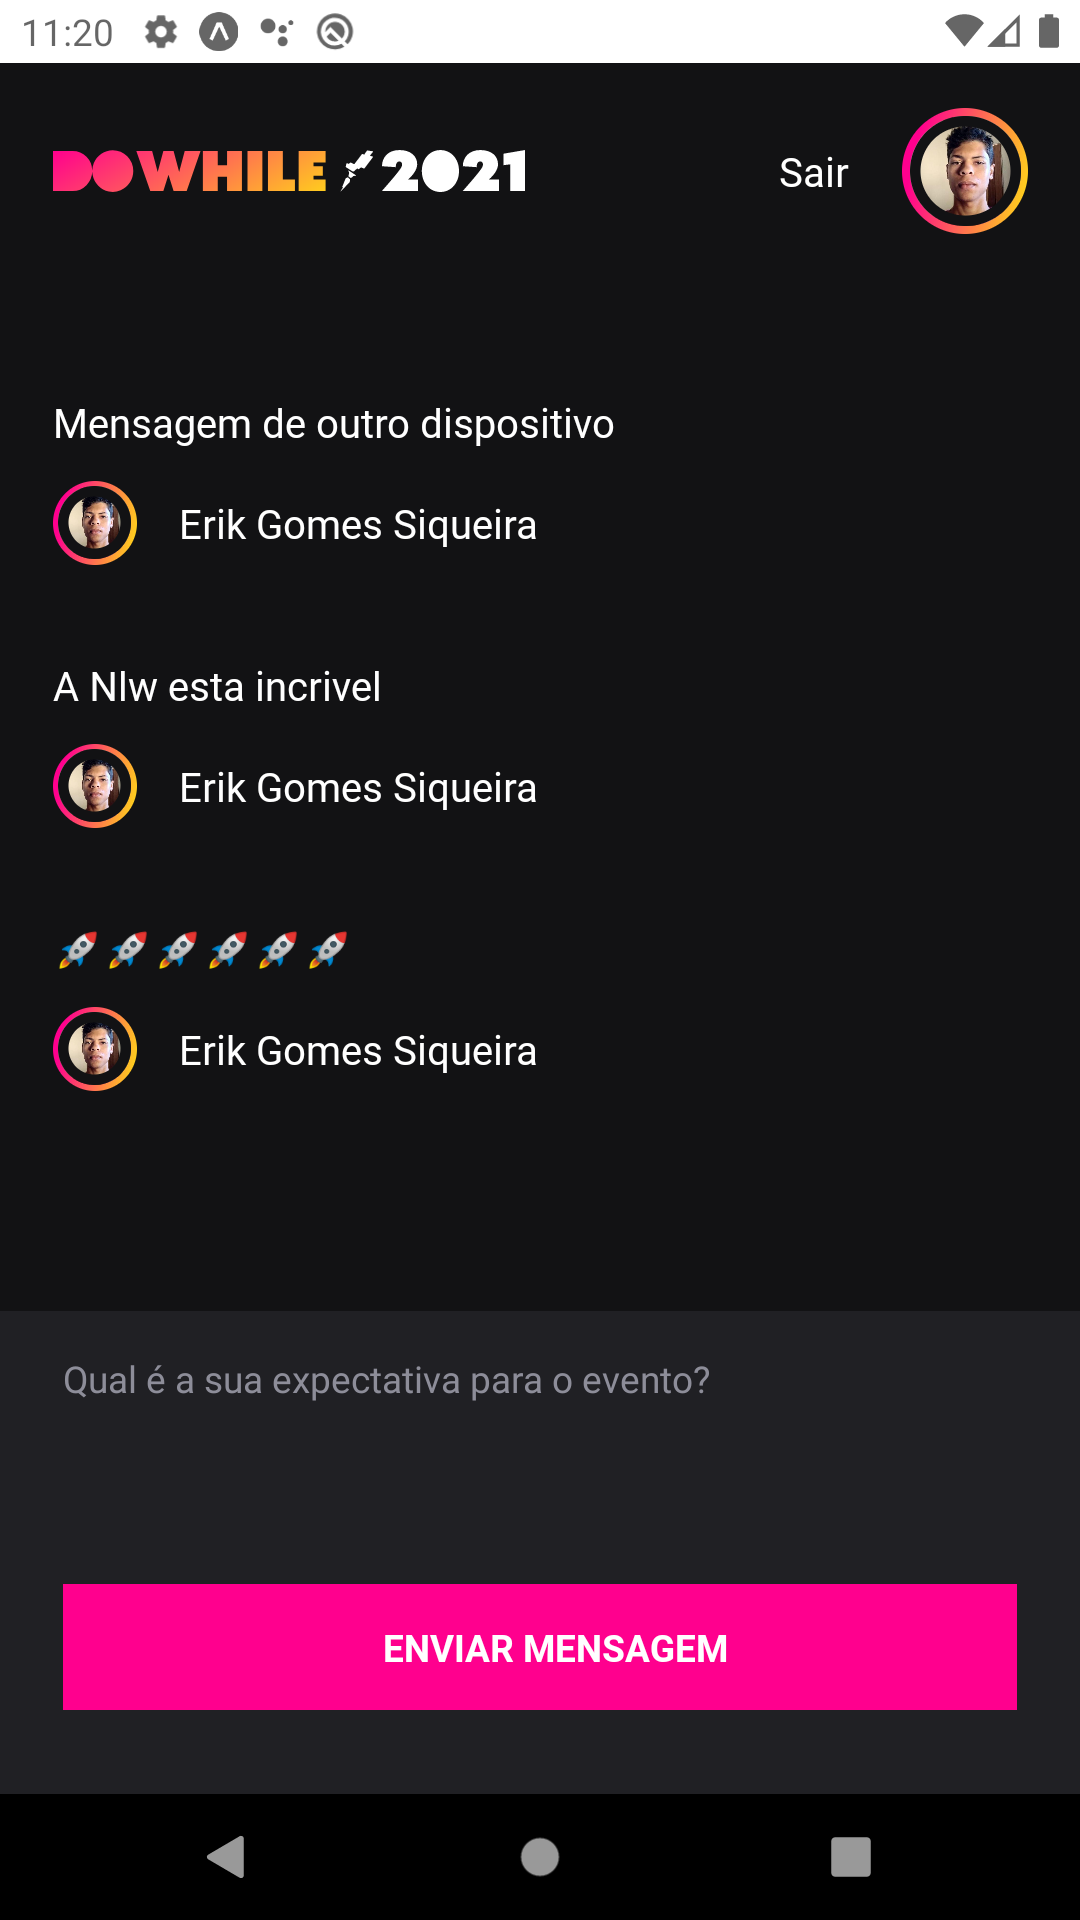 11:20
DOWHILE 2021
Sair
Mensagem de outro dispositivo
Erik Gomes Siqueira
A Nlw esta incrivel
Erik Gomes Siqueira
🚀🚀🚀🚀🚀🚀
Erik Gomes Siqueira
Qual é a sua expectativa para o evento?
ENVIAR MENSAGEM